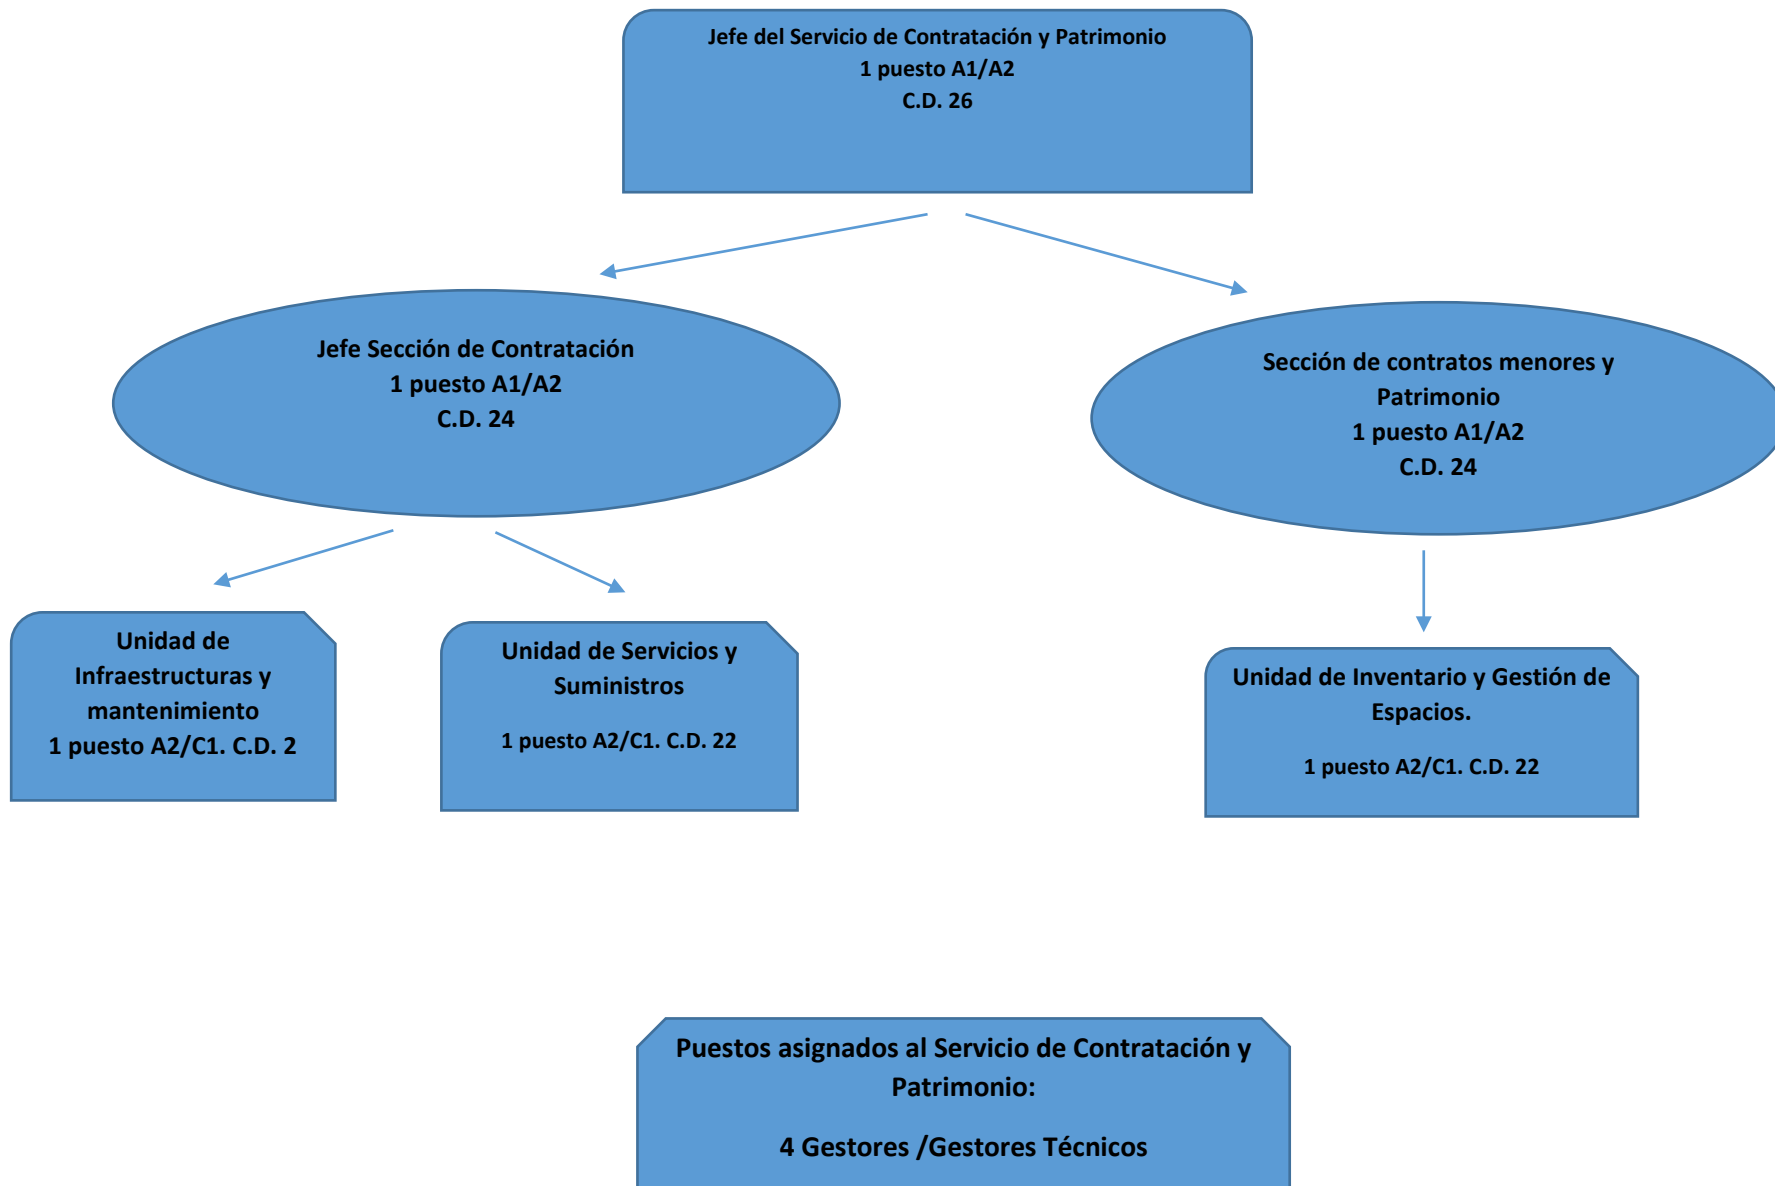 Jefe del Servicio de Contratación y Patrimonio
1 puesto A1/A2
C.D. 26
Jefe Sección de Contratación
1 puesto A1/A2
C.D. 24
Sección de contratos menores y
Patrimonio
1 puesto A1/A2
C.D. 24
Unidad de
Infraestructuras y
mantenimiento
1 puesto A2/C1. C.D. 2
Unidad de Servicios y
Suministros
1 puesto A2/C1. C.D. 22
Unidad de Inventario y Gestión de
Espacios.
1 puesto A2/C1. C.D. 22
Puestos asignados al Servicio de Contratación y
Patrimonio:
4 Gestores /Gestores Técnicos